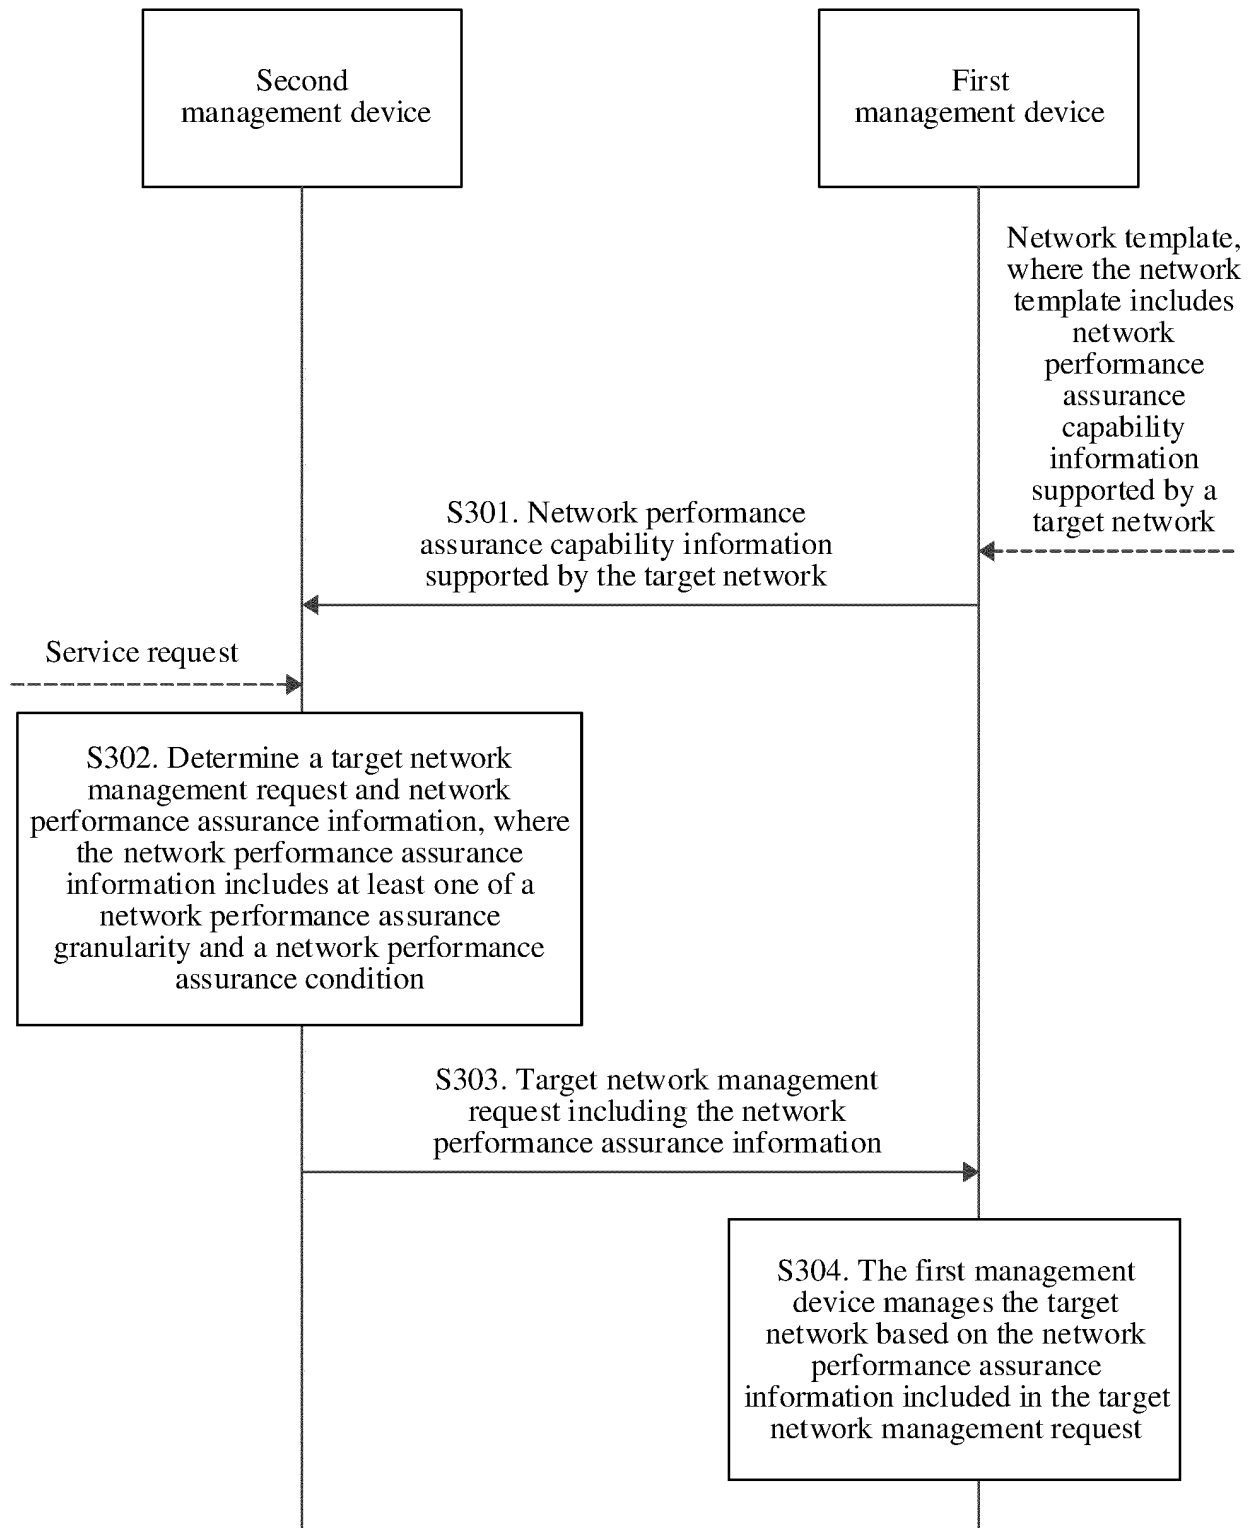 Second
management device
First
management device
Network template,
where the network
template includes
network
performance
assurance
capability
information
supported by a
target network
S301. Network performance
assurance capability information
supported by the target network
Service request
S302. Determine a target network
management request and network
performance assurance information, where
the network performance assurance
information includes at least one of a
network performance assurance
granularity and a network performance
assurance condition
S303. Target network management
request including the network
performance assurance information
S304. The first management
device manages the target
network based on the network
performance assurance
information included in the target
network management request